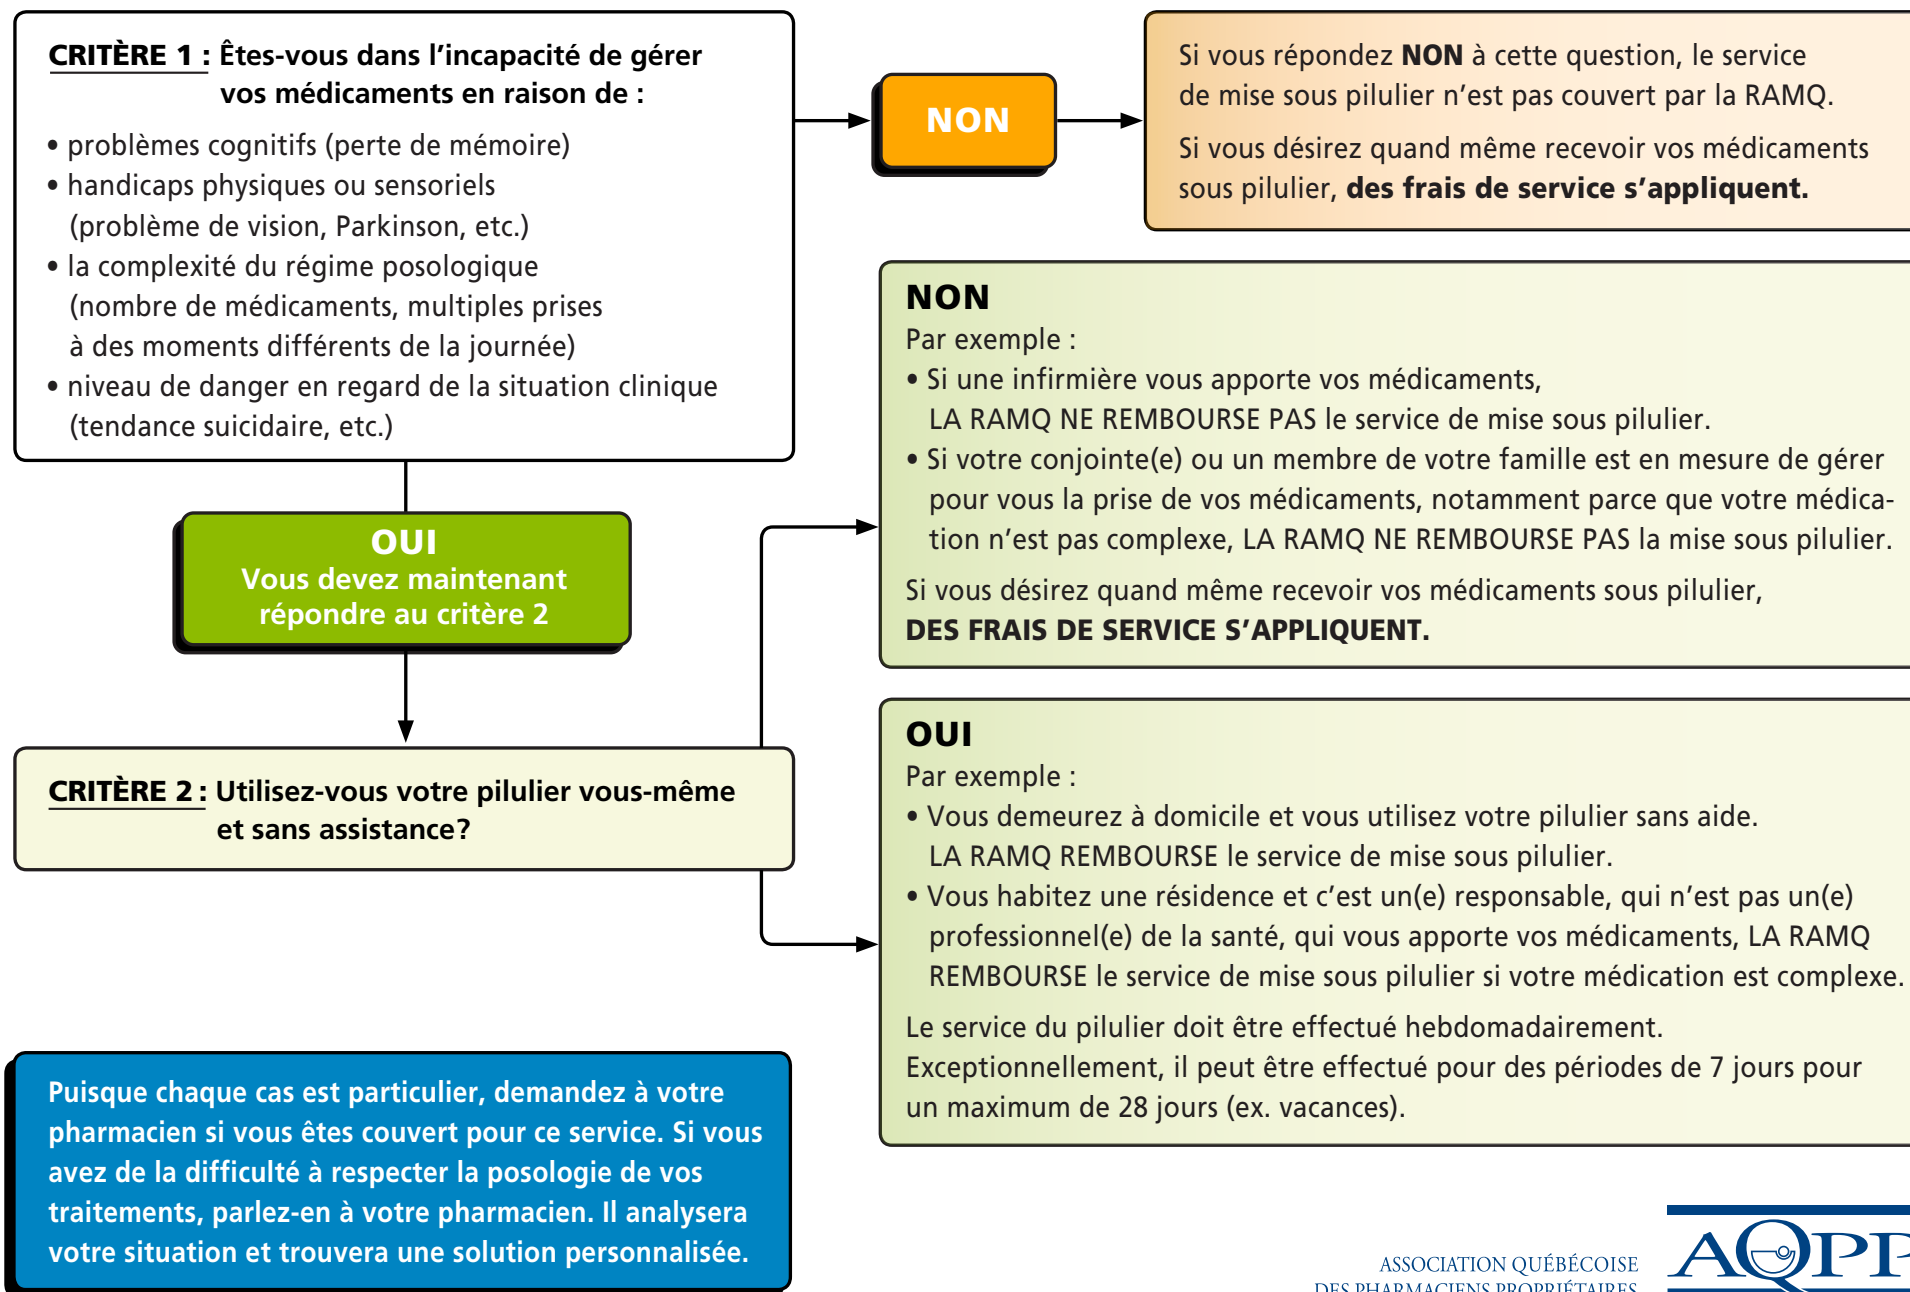 CRITÈRE 1 : Êtes-vous dans l’incapacité de gérer
vos médicaments en raison de :
• problèmes cognitifs (perte de mémoire)
• handicaps physiques ou sensoriels
(problème de vision, Parkinson, etc.)
• la complexité du régime posologique
(nombre de médicaments, multiples prises
à des moments différents de la journée)
• niveau de danger en regard de la situation clinique
(tendance suicidaire, etc.)
NON
Si vous répondez NON à cette question, le service
de mise sous pilulier n’est pas couvert par la RAMQ.
Si vous désirez quand même recevoir vos médicaments
sous pilulier, des frais de service s’appliquent.
OUI
Vous devez maintenant
répondre au critère 2
CRITÈRE 2 : Utilisez-vous votre pilulier vous-même
et sans assistance?
NON
Par exemple :
• Si une infirmière vous apporte vos médicaments,
LA RAMQ NE REMBOURSE PAS le service de mise sous pilulier.
• Si votre conjointe(e) ou un membre de votre famille est en mesure de gérer
pour vous la prise de vos médicaments, notamment parce que votre médica-
tion n’est pas complexe, LA RAMQ NE REMBOURSE PAS la mise sous pilulier.
Si vous désirez quand même recevoir vos médicaments sous pilulier,
DES FRAIS DE SERVICE S’APPLIQUENT.
OUI
Par exemple :
• Vous demeurez à domicile et vous utilisez votre pilulier sans aide.
LA RAMQ REMBOURSE le service de mise sous pilulier.
• Vous habitez une résidence et c’est un(e) responsable, qui n’est pas un(e)
professionnel(e) de la santé, qui vous apporte vos médicaments, LA RAMQ
REMBOURSE le service de mise sous pilulier si votre médication est complexe.
Le service du pilulier doit être effectué hebdomadairement.
Exceptionnellement, il peut être effectué pour des périodes de 7 jours pour
un maximum de 28 jours (ex. vacances).
Puisque chaque cas est particulier, demandez à votre
pharmacien si vous êtes couvert pour ce service. Si vous
avez de la difficulté à respecter la posologie de vos
traitements, parlez-en à votre pharmacien. Il analysera
votre situation et trouvera une solution personnalisée.
ASSOCIATION QUÉBÉCOISE
DES PHARMACIENS PROPRIÉTAIRES
AQPP